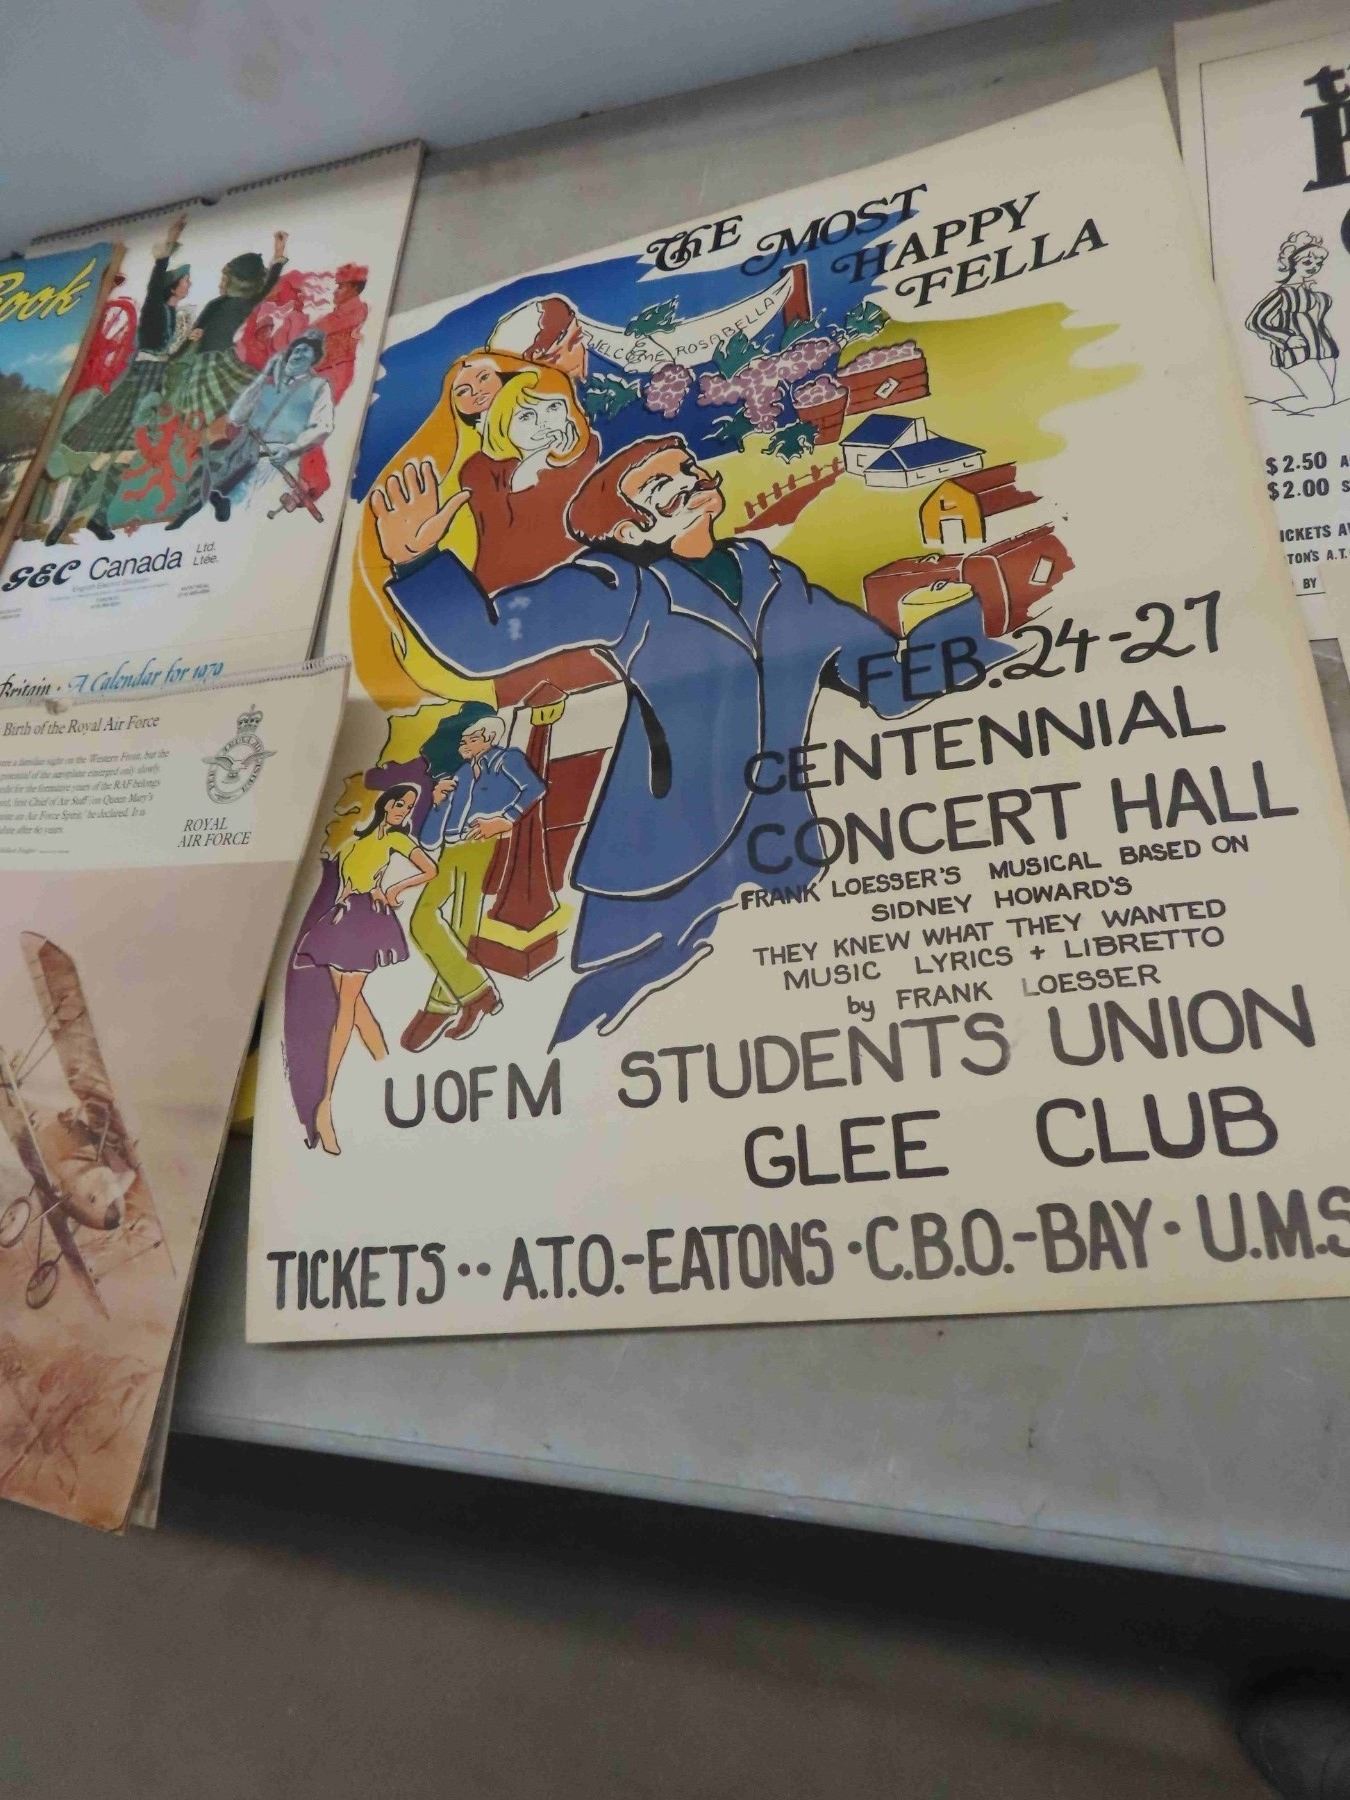 Book
GEC Canada Ltd.
Ltée.
Britain · A Calendar for 1979
Birth of the Royal Air Force
ROYAL
AIR FORCE
THE MOST
HAPPY
FELLA
WELCOME ROSABELLA
FEB. 24-27
CENTENNIAL
CONCERT HALL
FRANK LOESSER'S MUSICAL BASED ON
SIDNEY HOWARD'S
THEY KNEW WHAT THEY WANTED
MUSIC LYRICS + LIBRETTO
by FRANK LOESSER
UOFM STUDENTS UNION
GLEE CLUB
TICKETS·· A.T.O.-EATONS ·C.B.O.-BAY· U.M.S
$2.50
$2.00
TON'S A.T.
BY